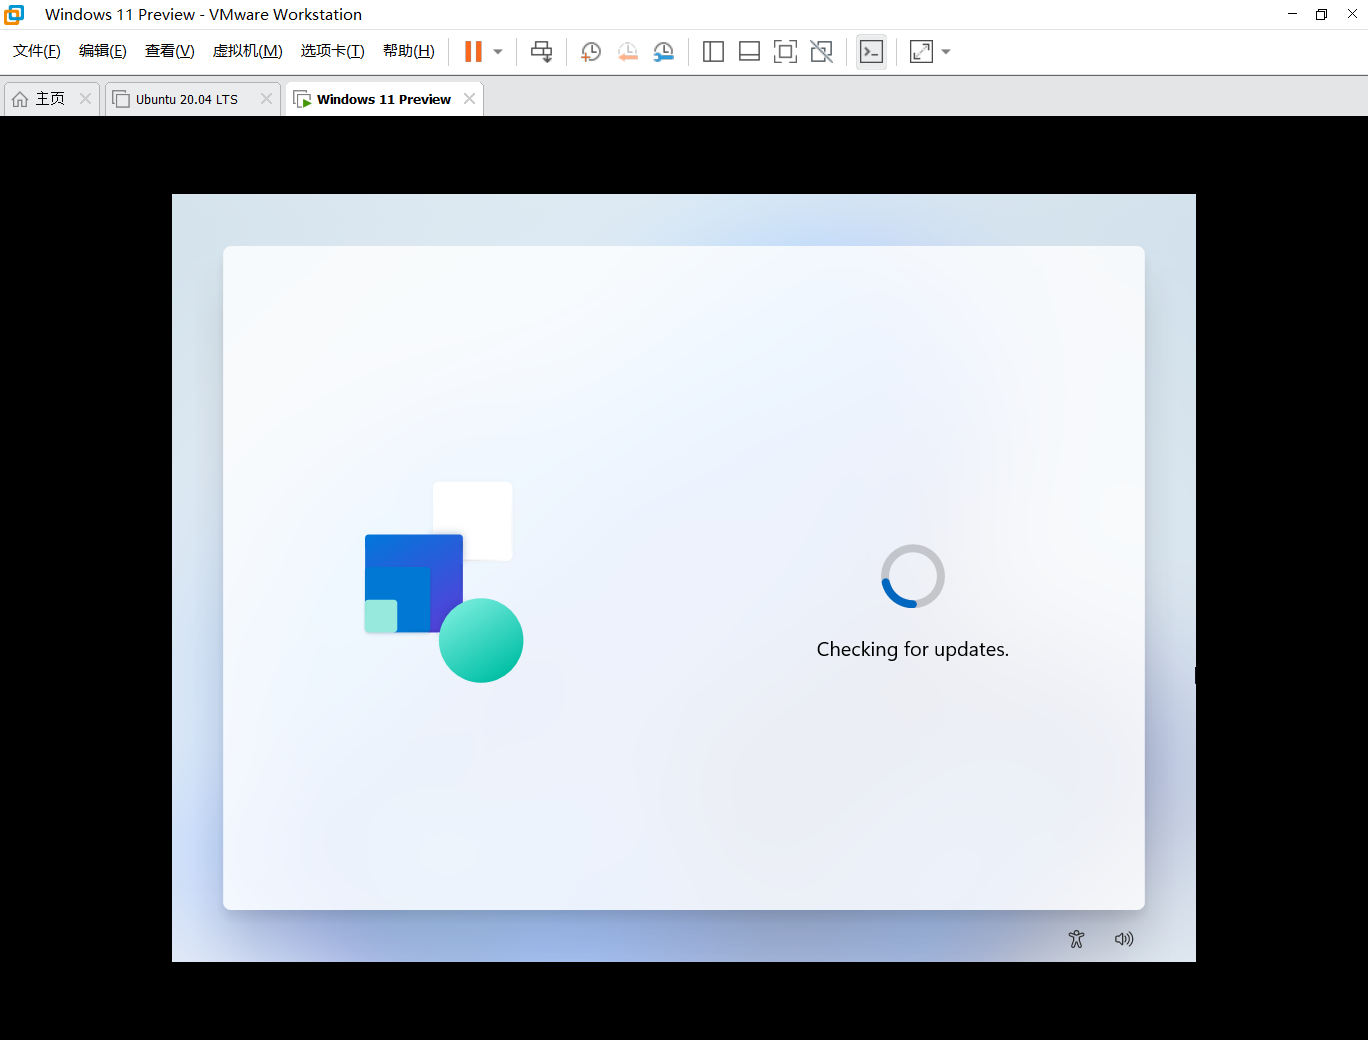 Windows 11 Preview - VMware Workstation
文件(F) 编辑(E) 查看(V) 虚拟机(M) 选项卡(T) 帮助(H)
主页 Ubuntu 20.04 LTS Windows 11 Preview
Checking for updates.